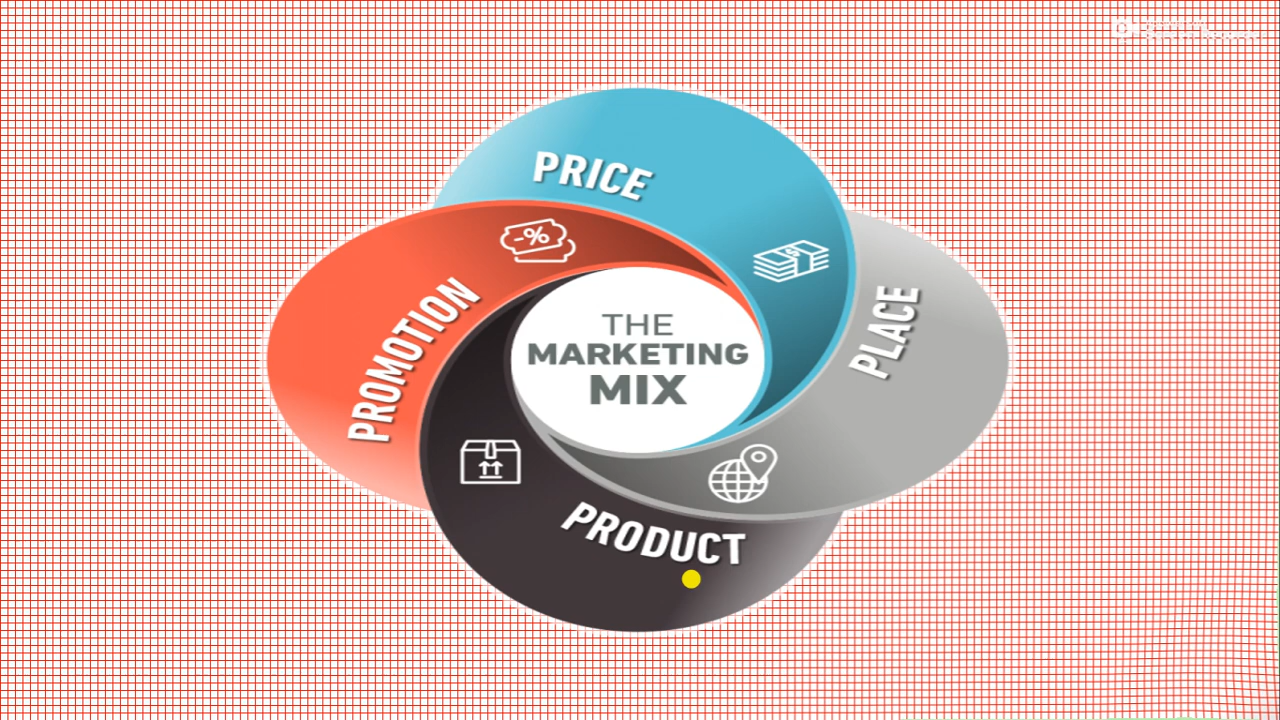 PRICE
PLACE
PROMOTION
-%
$
THE
MARKETING
MIX
PRODUCT